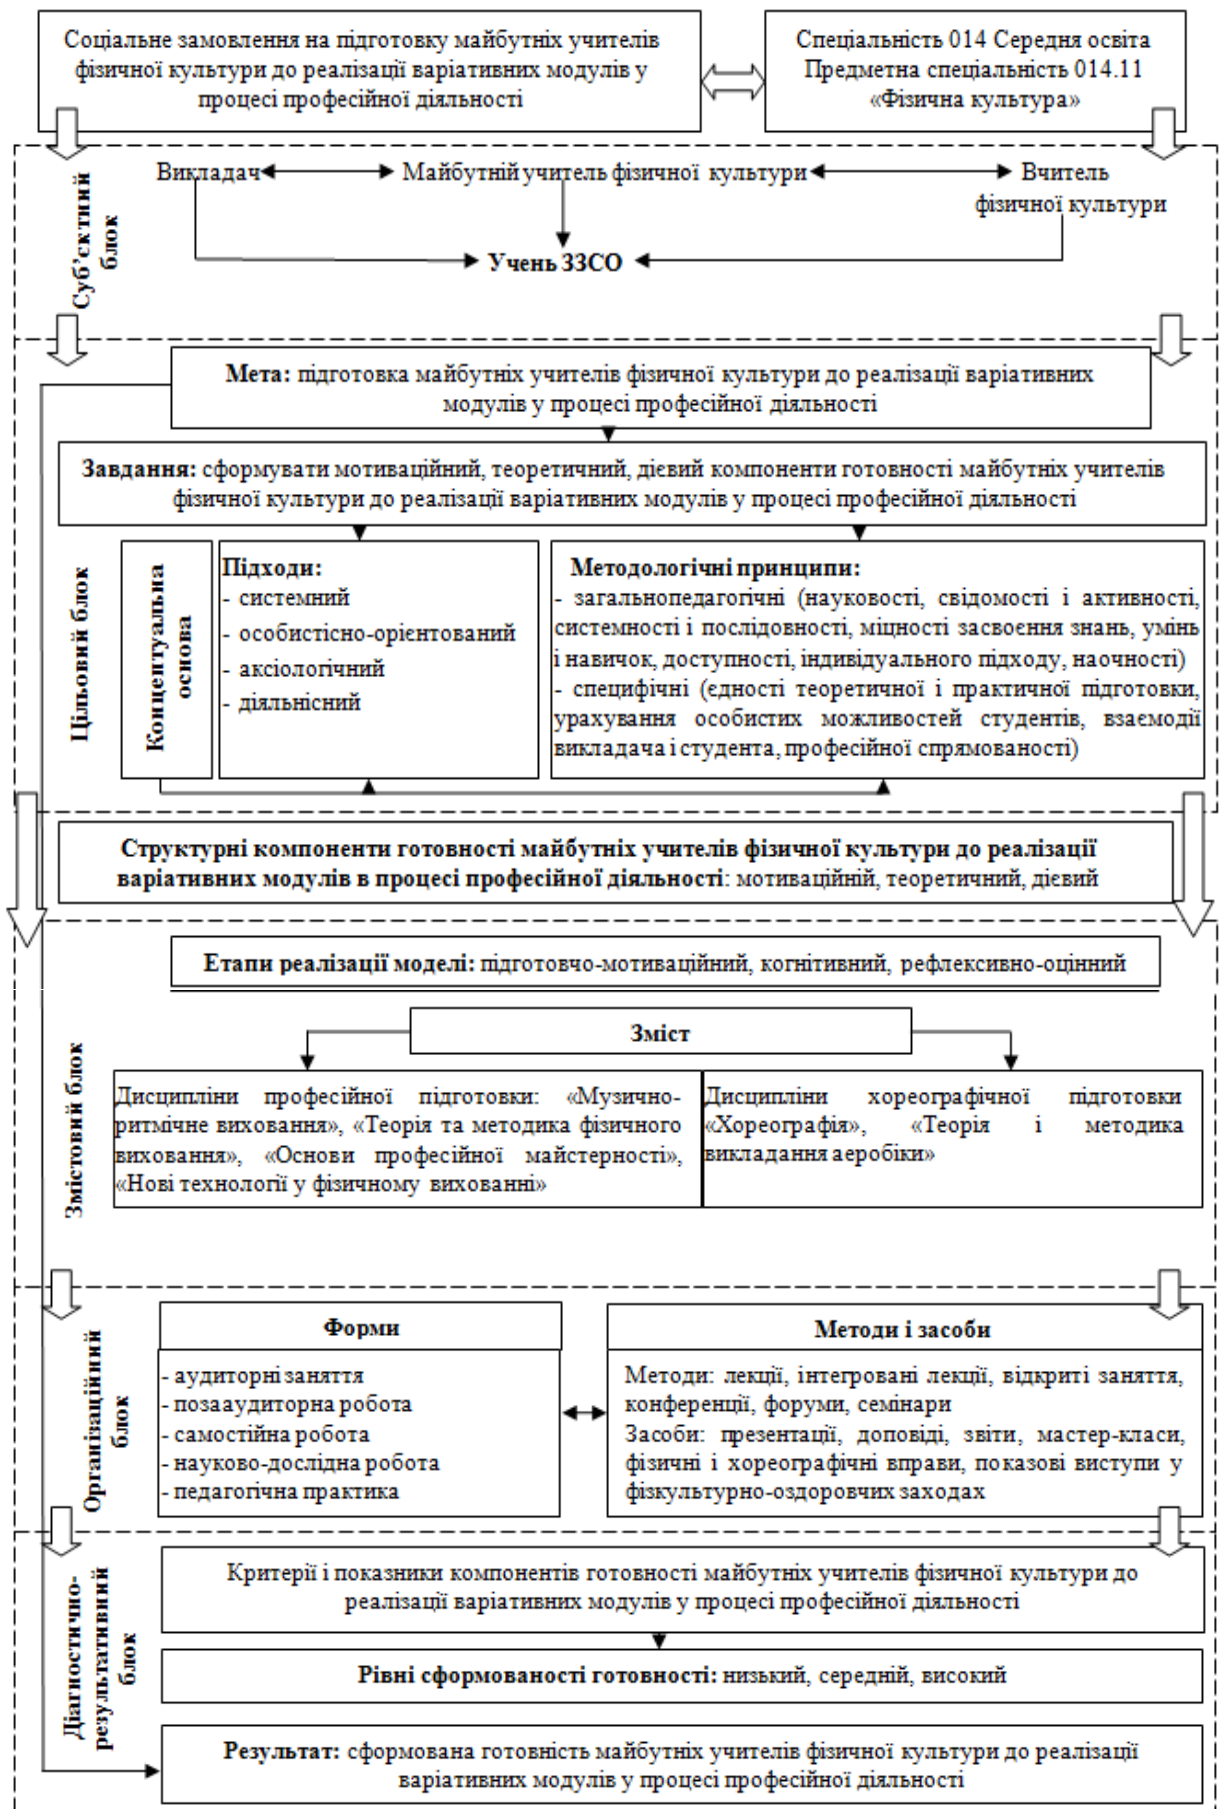 Соціальне замовлення на підготовку майбутніх учителів
фізичної культури до реалізації варіативних модулів у
процесі професійної діяльності
Спеціальність 014 Середня освіта
Предметна спеціальність 014.11
«Фізична культура»
Суб’єктний
блок
Викладач
Майбутній учитель фізичної культури
Вчитель
фізичної культури
Учень ЗЗСО
Цільовий блок
Мета: підготовка майбутніх учителів фізичної культури до реалізації варіативних
модулів у процесі професійної діяльності
Завдання: сформувати мотиваційний, теоретичний, дієвий компоненти готовності майбутніх учителів
фізичної культури до реалізації варіативних модулів у процесі професійної діяльності
Концептуальна
основа
Підходи:
- системний
- особистісно-орієнтований
- аксіологічний
- діяльнісний
Методологічні принципи:
- загальнопедагогічні (науковості, свідомості і активності,
системності і послідовності, міцності засвоєння знань, умінь
і навичок, доступності, індивідуального підходу, наочності)
- специфічні (єдності теоретичної і практичної підготовки,
урахування особистих можливостей студентів, взаємодії
викладача і студента, професійної спрямованості)
Структурні компоненти готовності майбутніх учителів фізичної культури до реалізації
варіативних модулів в процесі професійної діяльності: мотиваційній, теоретичний, дієвий
Змістовий блок
Етапи реалізації моделі: підготовчо-мотиваційний, когнітивний, рефлексивно-оцінний
Зміст
Дисципліни професійної підготовки: «Музично-
ритмічне виховання», «Теорія та методика фізичного
виховання», «Основи професійної майстерності»,
«Нові технології у фізичному вихованні»
Дисципліни хореографічної підготовки
«Хореографія», «Теорія і методика
викладання аеробіки»
Організаційний
блок
Форми
- аудиторні заняття
- позааудиторна робота
- самостійна робота
- науково-дослідна робота
- педагогічна практика
Методи і засоби
Методи: лекції, інтегровані лекції, відкриті заняття,
конференції, форуми, семінари
Засоби: презентації, доповіді, звіти, мастер-класи,
фізичні і хореографічні вправи, показові виступи у
фізкультурно-оздоровчих заходах
Діагностично-
результативний
блок
Критерії і показники компонентів готовності майбутніх учителів фізичної культури до
реалізації варіативних модулів у процесі професійної діяльності
Рівні сформованості готовності: низький, середній, високий
Результат: сформована готовність майбутніх учителів фізичної культури до реалізації
варіативних модулів у процесі професійної діяльності